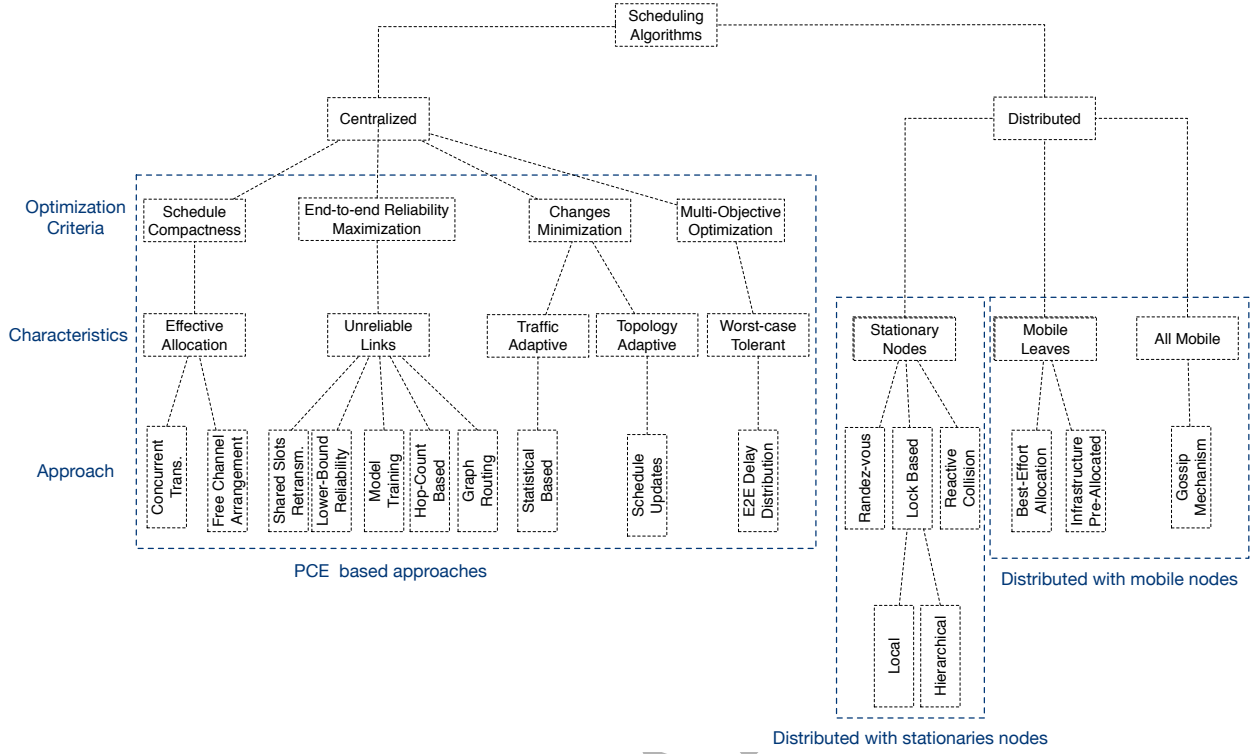 Scheduling
Algorithms
Centralized
Distributed
Optimization
Criteria
Schedule
Compactness
End-to-end Reliability
Maximization
Changes
Minimization
Multi-Objective
Optimization
Characteristics
Effective
Allocation
Unreliable
Links
Traffic
Adaptive
Topology
Adaptive
Worst-case
Tolerant
Stationary
Nodes
Mobile
Leaves
All Mobile
Approach
Concurrent
Trans.
Free Channel
Arrangement
Shared Slots
Retransm.
Lower-Bound
Reliability
Model
Training
Hop-Count
Based
Graph
Routing
Statistical
Based
Schedule
Updates
E2E Delay
Distribution
Randez-vous
Lock Based
Reactive
Collision
Best-Effort
Allocation
Infrastructure
Pre-Allocated
Gossip
Mechanism
PCE based approaches
Distributed with mobile nodes
Local
Hierarchical
Distributed with stationaries nodes